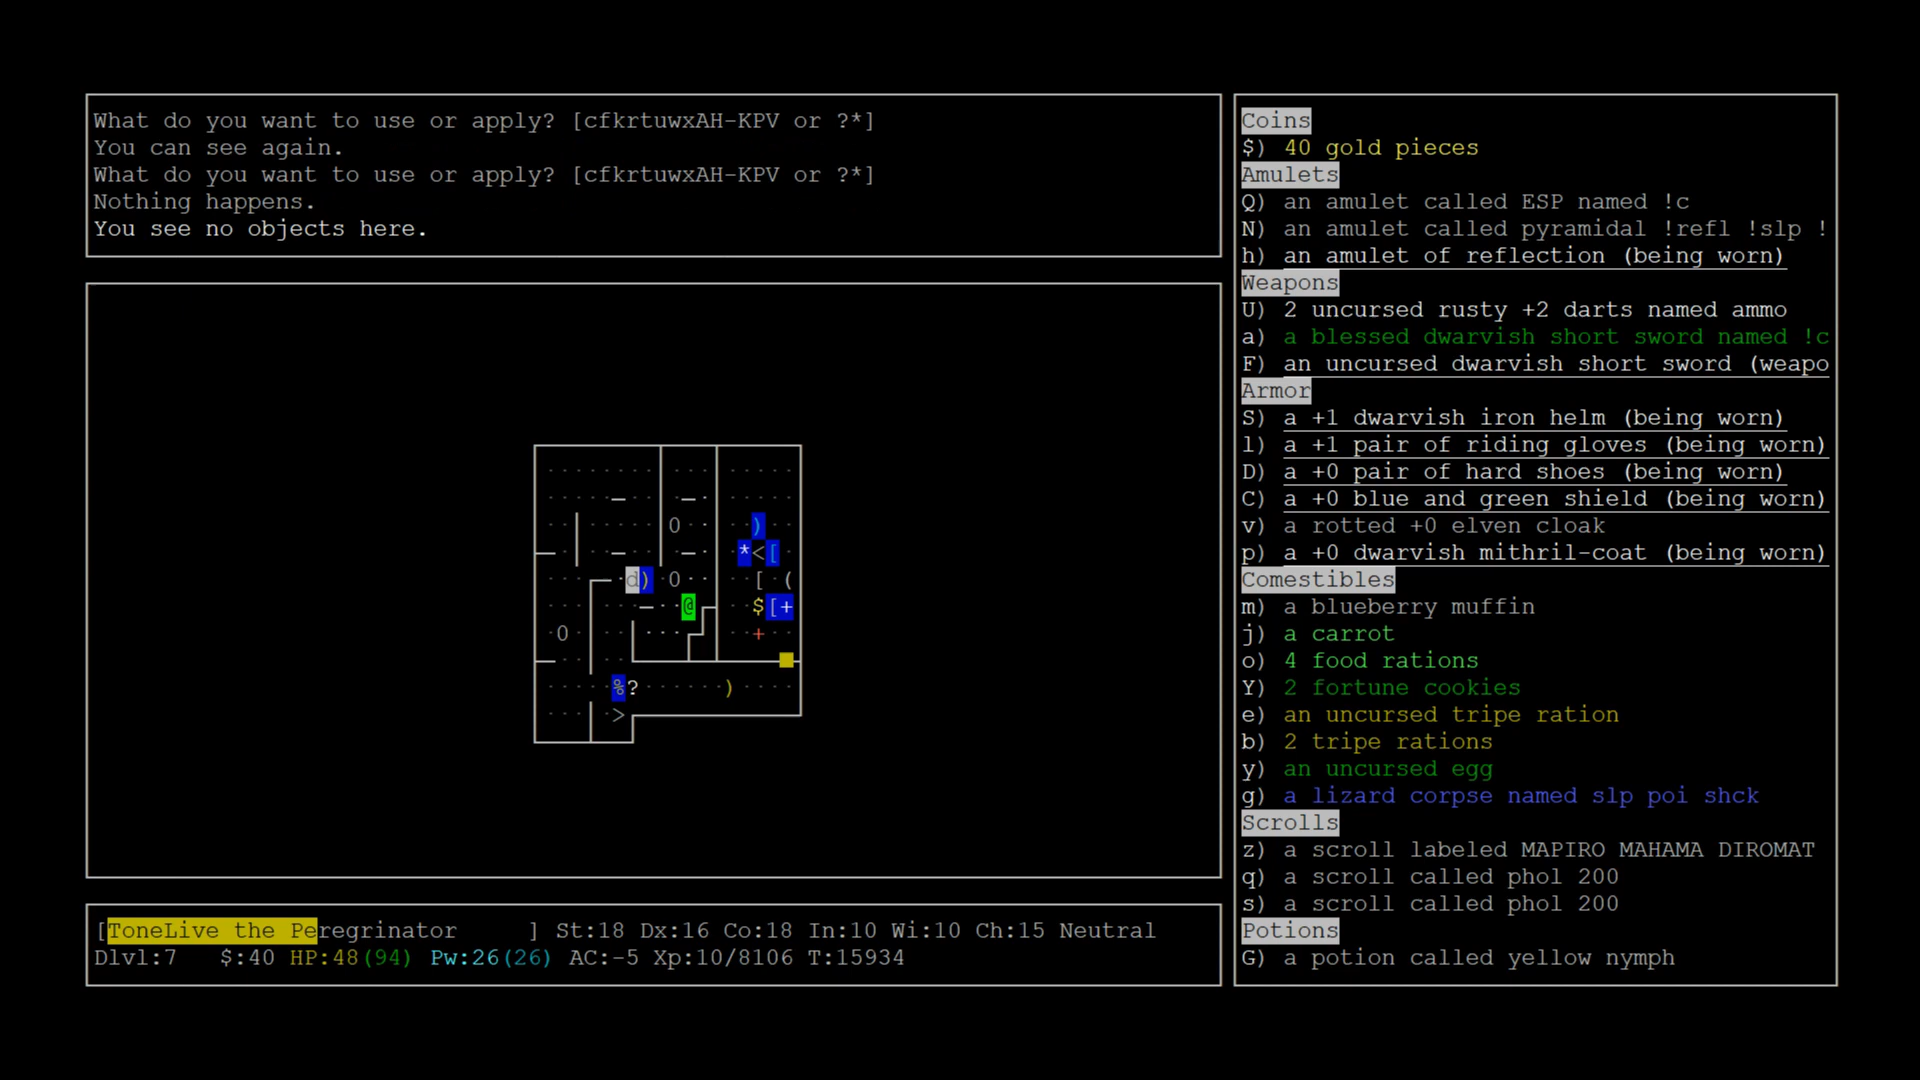 What do you want to use or apply? [cfkrtuwxAH-KPV or ?*]
You can see again.
What do you want to use or apply? [cfkrtuwxAH-KPV or ?*]
Nothing happens.
You see no objects here.
[ToneLive the Peregrinator ] St:18 Dx:16 Co:18 In:10 Wi:10 Ch:15 Neutral
Dlvl:7 $:40 HP:48(94) Pw:26(26) AC:-5 Xp:10/8106 T:15934
Coins
$) 40 gold pieces
Amulets
Q) an amulet called ESP named !c
N) an amulet called pyramidal !refl !slp !
h) an amulet of reflection (being worn)
Weapons
U) 2 uncursed rusty +2 darts named ammo
a) a blessed dwarvish short sword named !c
F) an uncursed dwarvish short sword (weapo
Armor
S) a +1 dwarvish iron helm (being worn)
l) a +1 pair of riding gloves (being worn)
D) a +0 pair of hard shoes (being worn)
C) a +0 blue and green shield (being worn)
v) a rotted +0 elven cloak
p) a +0 dwarvish mithril-coat (being worn)
Comestibles
m) a blueberry muffin
j) a carrot
o) 4 food rations
Y) 2 fortune cookies
e) an uncursed tripe ration
b) 2 tripe rations
y) an uncursed egg
g) a lizard corpse named slp poi shck
Scrolls
z) a scroll labeled MAPIRO MAHAMA DIROMAT
q) a scroll called phol 200
s) a scroll called phol 200
Potions
G) a potion called yellow nymph